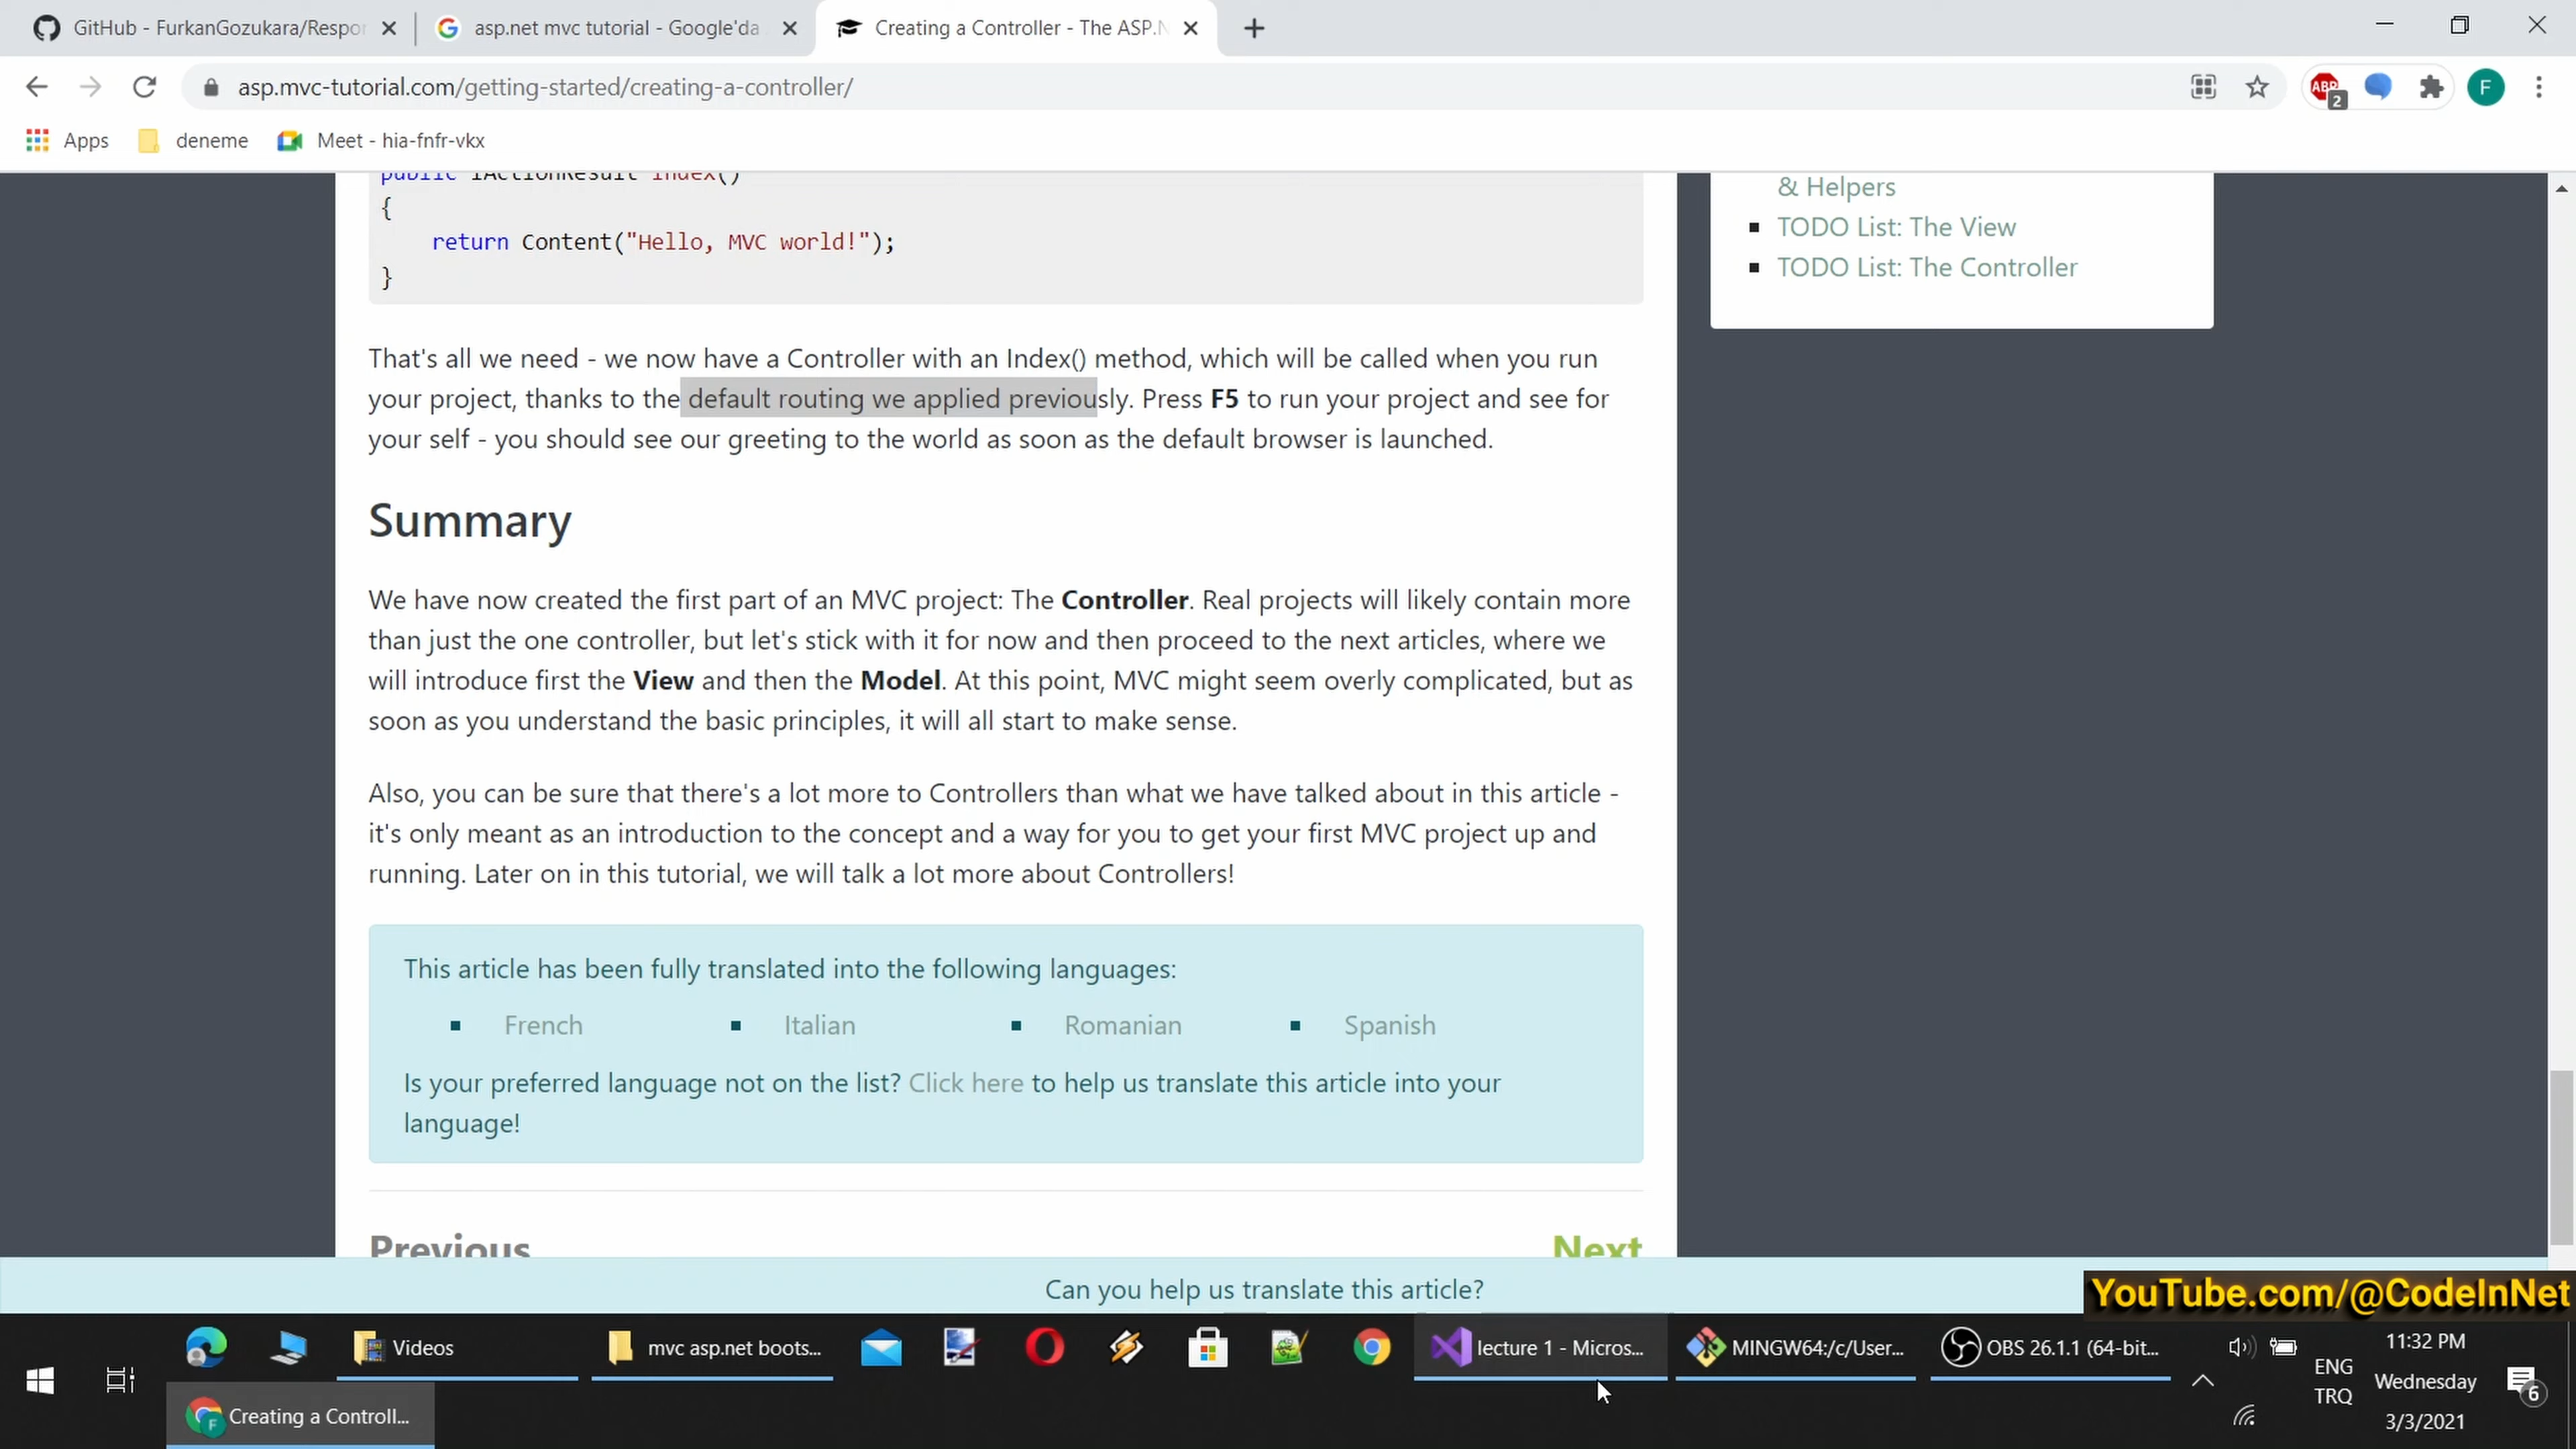 GitHub - FurkanGozukara/Respon
asp.net mvc tutorial - Google'da
Creating a Controller - The ASP.N
asp.mvc-tutorial.com/getting-started/creating-a-controller/
ABP
2
F
Apps
deneme
Meet - hia-fnfr-vkx
public IActionResult Index()
{
return Content("Hello, MVC world!");
}
& Helpers
TODO List: The View
TODO List: The Controller
That's all we need - we now have a Controller with an Index() method, which will be called when you run
your project, thanks to the default routing we applied previously. Press F5 to run your project and see for
your self - you should see our greeting to the world as soon as the default browser is launched.
Summary
We have now created the first part of an MVC project: The Controller. Real projects will likely contain more
than just the one controller, but let's stick with it for now and then proceed to the next articles, where we
will introduce first the View and then the Model. At this point, MVC might seem overly complicated, but as
soon as you understand the basic principles, it will all start to make sense.
Also, you can be sure that there's a lot more to Controllers than what we have talked about in this article -
it's only meant as an introduction to the concept and a way for you to get your first MVC project up and
running. Later on in this tutorial, we will talk a lot more about Controllers!
This article has been fully translated into the following languages:
French
Italian
Romanian
Spanish
Is your preferred language not on the list? Click here to help us translate this article into your
language!
Previous
Next
Can you help us translate this article?
YouTube.com/@CodeInNet
Videos
mvc asp.net boots...
lecture 1 - Micros...
MINGW64:/c/User...
OBS 26.1.1 (64-bit...
ENG
TRQ
11:32 PM
Wednesday
3/3/2021
6
F
Creating a Controll...